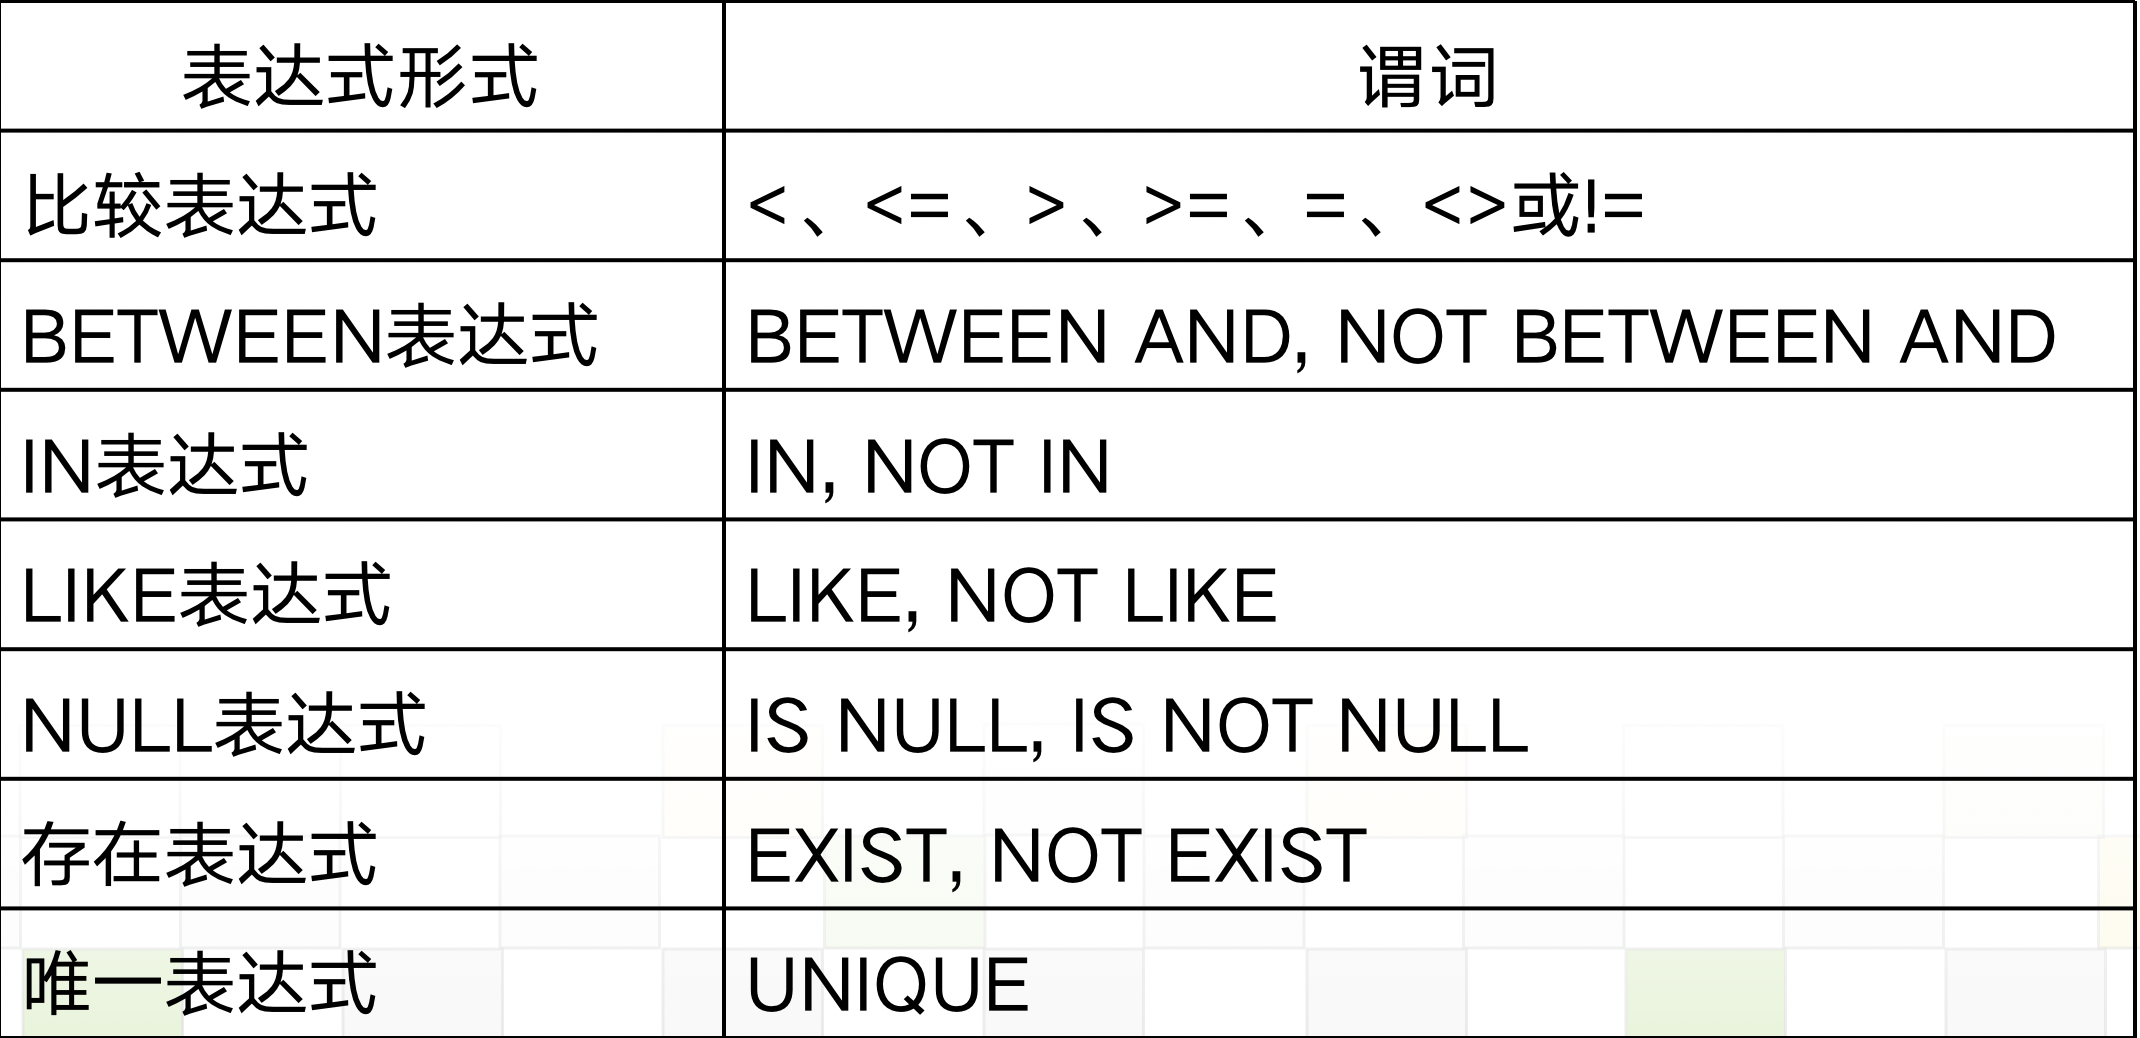 表达式形式 谓词
比较表达式 <、<=、>、>=、=、<>或!=
BETWEEN表达式 BETWEEN AND, NOT BETWEEN AND
IN表达式 IN, NOT IN
LIKE表达式 LIKE, NOT LIKE
NULL表达式 IS NULL, IS NOT NULL
存在表达式 EXIST, NOT EXIST
唯一表达式 UNIQUE